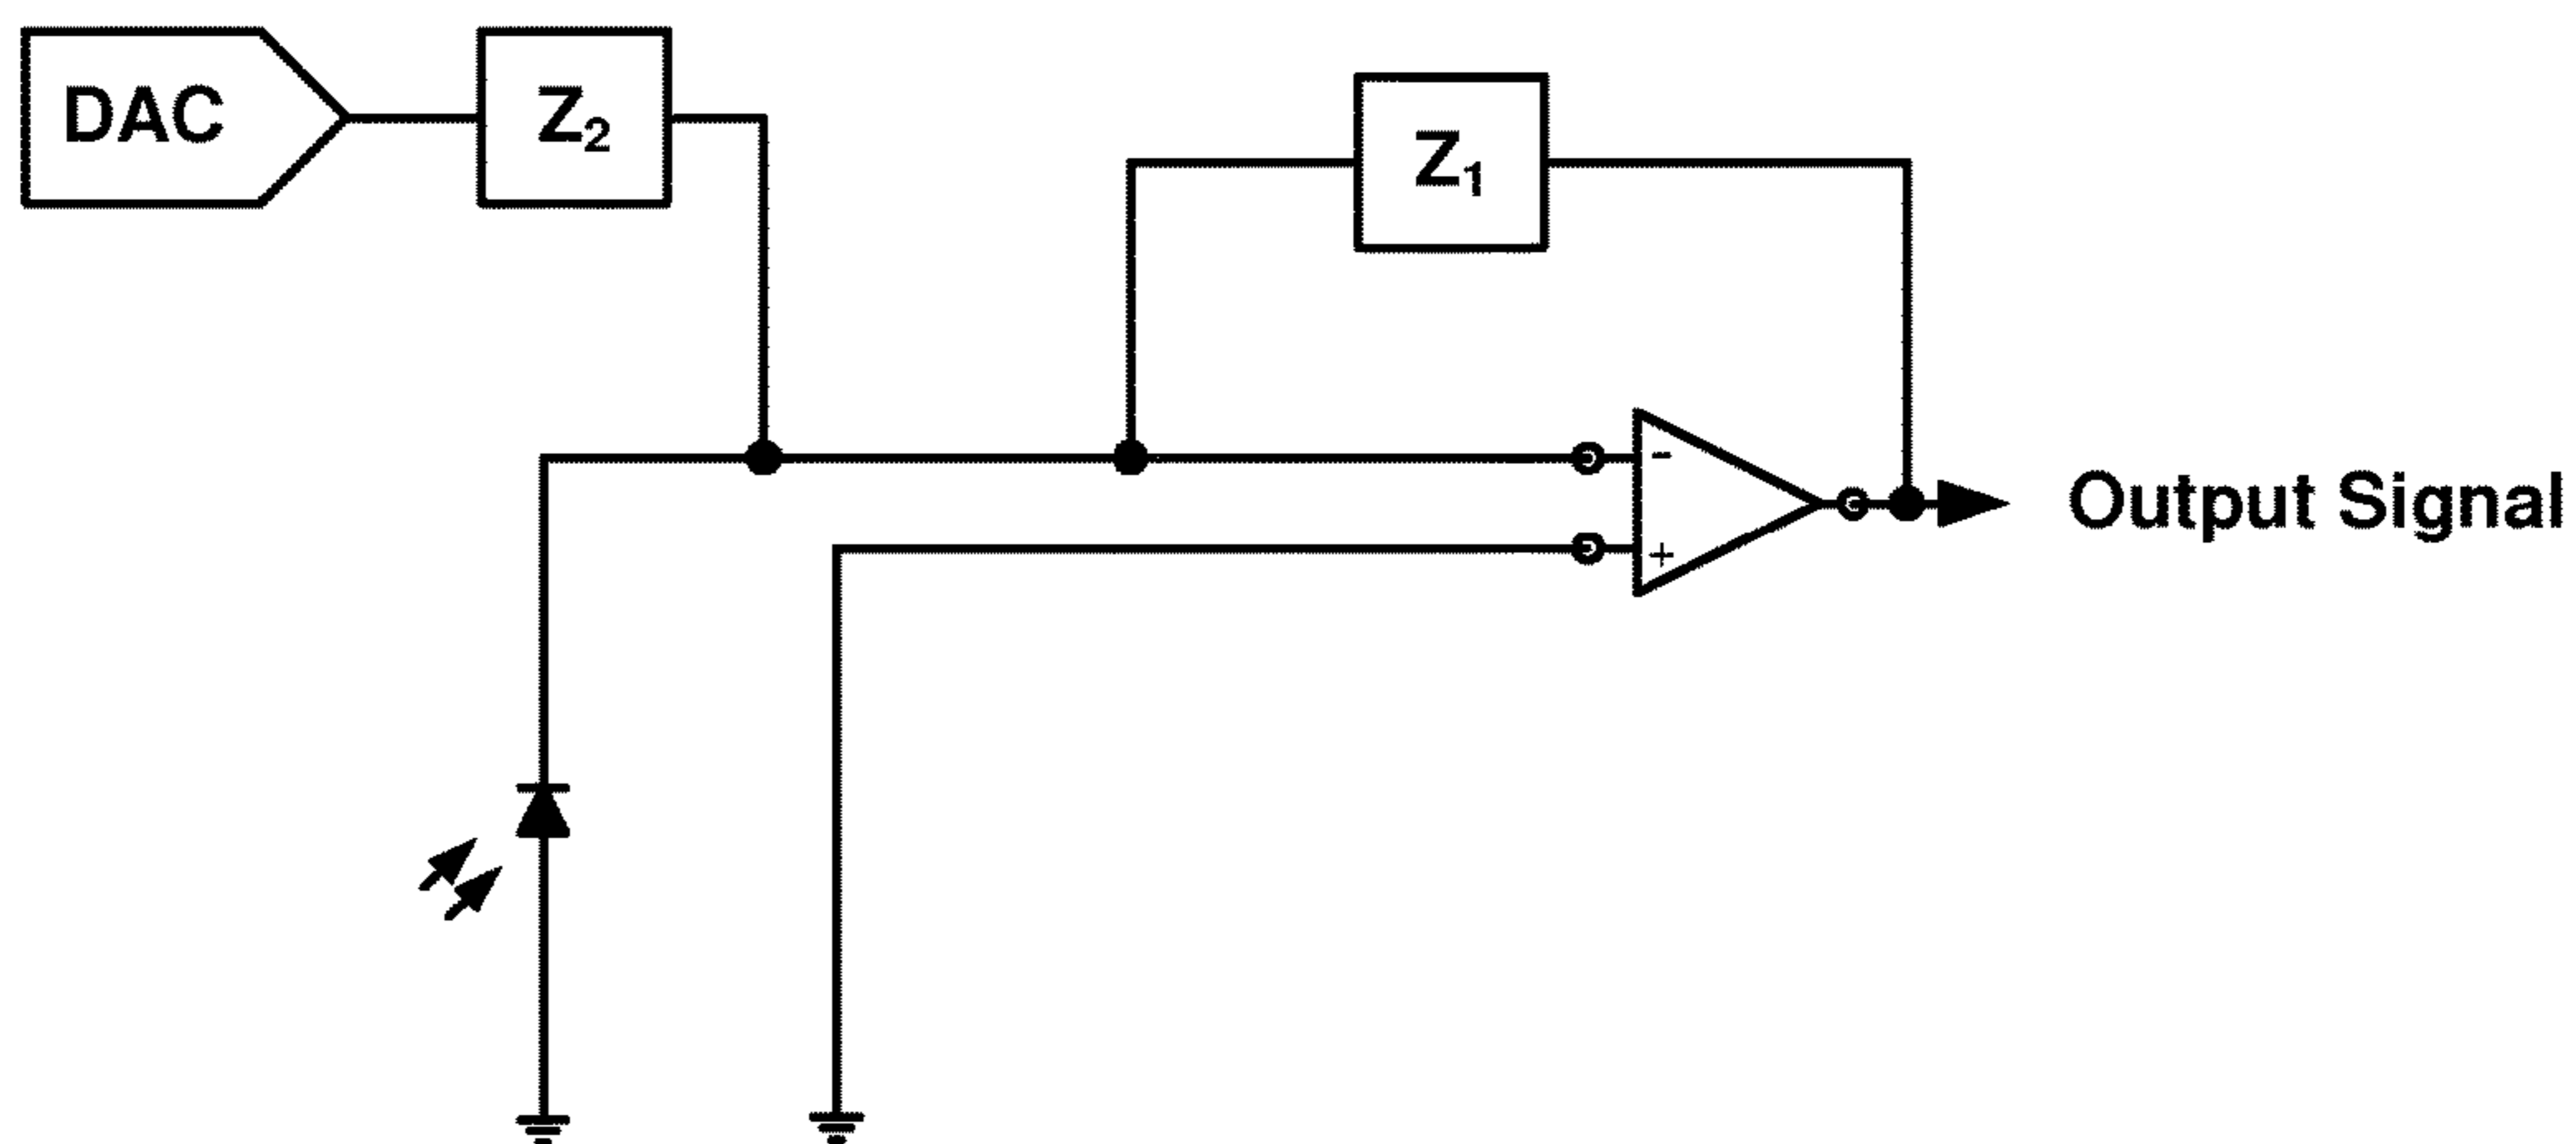 DAC
Z₂
Z₁
-
+
Output Signal